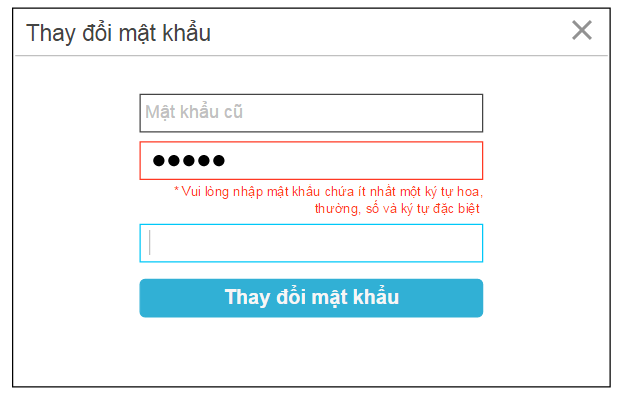 Thay đổi mật khẩu
Mật khẩu cũ
* Vui lòng nhập mật khẩu chứa ít nhất một ký tự hoa,
thường, số và ký tự đặc biệt
Thay đổi mật khẩu